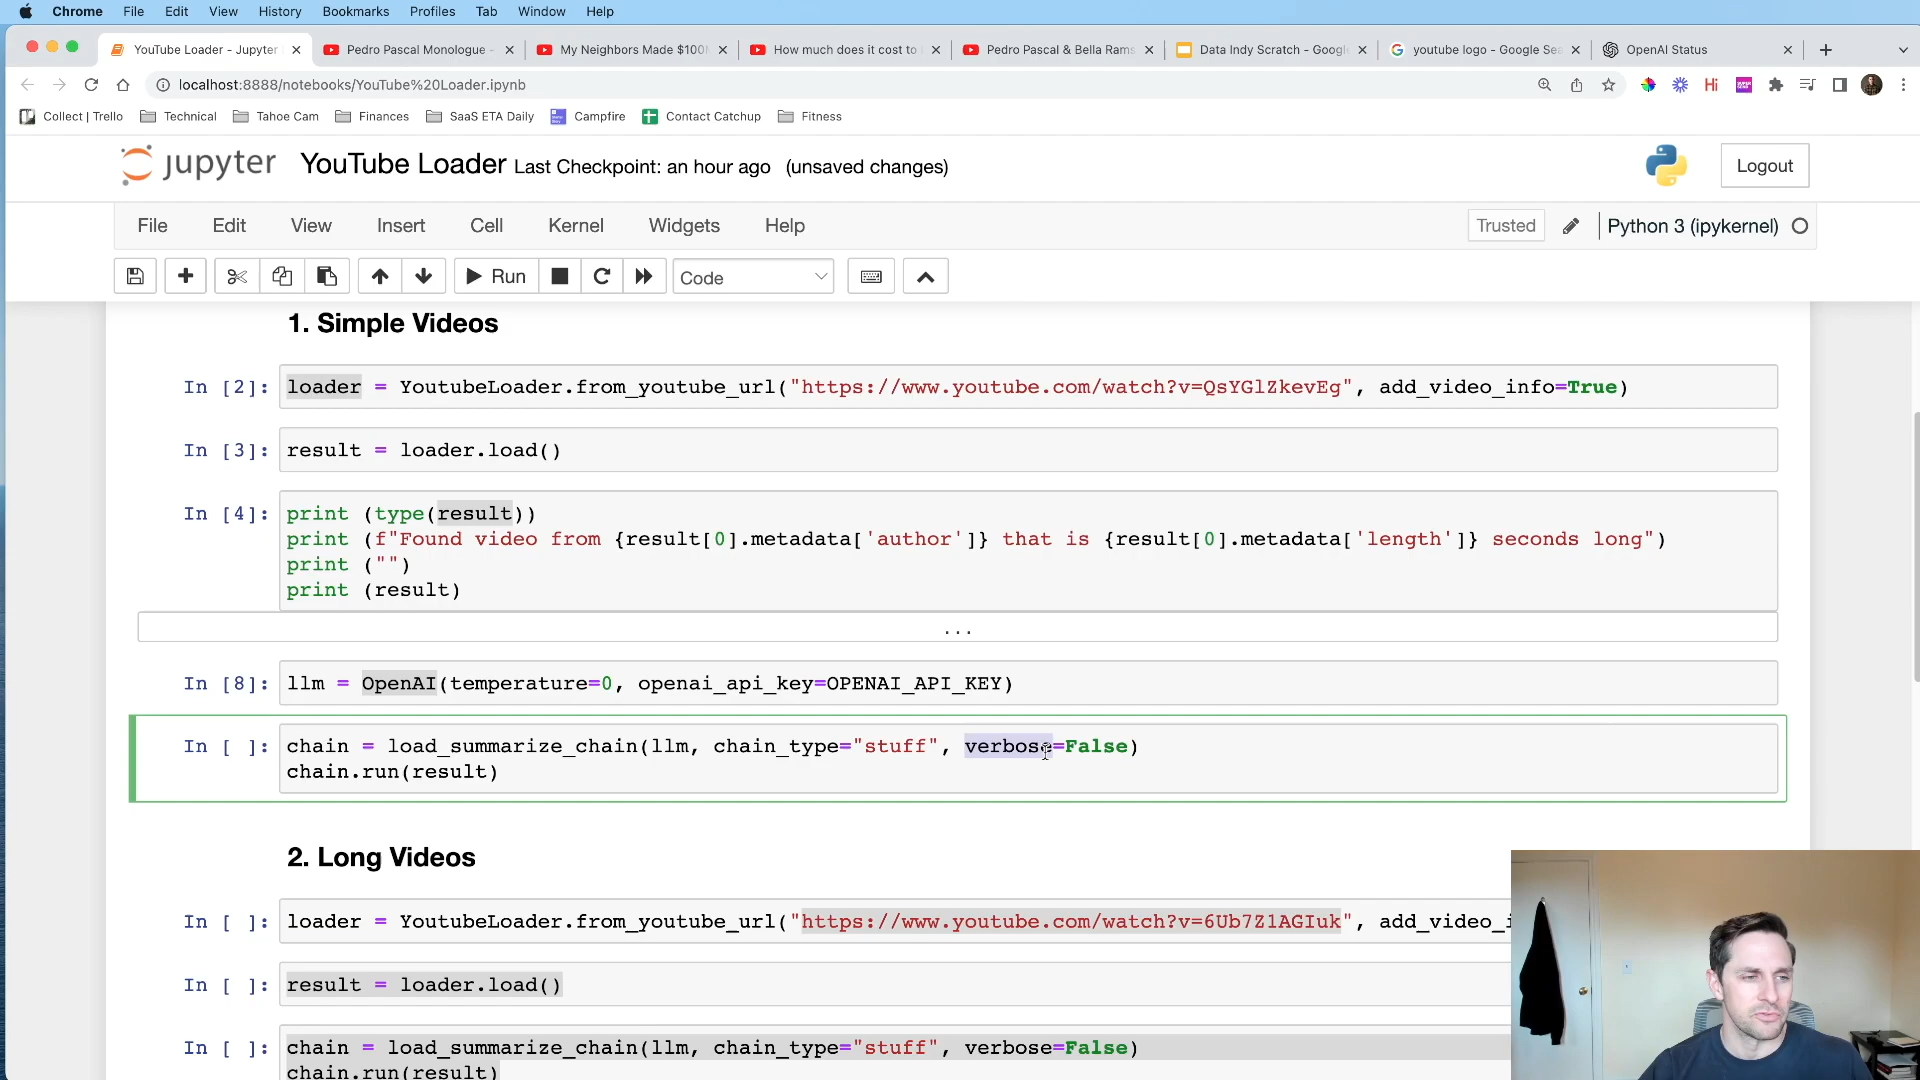 Chrome File Edit View History Bookmarks Profiles Tab Window Help
YouTube Loader - Jupyter Pedro Pascal Monologue - My Neighbors Made $100 How much does it cost to Pedro Pascal & Bella Rams Data Indy Scratch - Google youtube logo - Google Sea OpenAI Status
localhost:8888/notebooks/YouTube%20Loader.ipynb
Collect | Trello Technical Tahoe Cam Finances SaaS ETA Daily Campfire Contact Catchup Fitness
jupyter YouTube Loader Last Checkpoint: an hour ago (unsaved changes) Logout
File Edit View Insert Cell Kernel Widgets Help Trusted Python 3 (ipykernel)
Run Code
1. Simple Videos
In [2]: loader = YoutubeLoader.from_youtube_url("https://www.youtube.com/watch?v=QsYGlZkevEg", add_video_info=True)
In [3]: result = loader.load()
In [4]: print (type(result))
print (f"Found video from {result[0].metadata['author']} that is {result[0].metadata['length']} seconds long")
print ("")
print (result)
...
In [8]: llm = OpenAI(temperature=0, openai_api_key=OPENAI_API_KEY)
In [ ]: chain = load_summarize_chain(llm, chain_type="stuff", verbose=False)
chain.run(result)
2. Long Videos
In [ ]: loader = YoutubeLoader.from_youtube_url("https://www.youtube.com/watch?v=6Ub7Z1AGIuk", add_video_i
In [ ]: result = loader.load()
In [ ]: chain = load_summarize_chain(llm, chain_type="stuff", verbose=False)
chain.run(result)